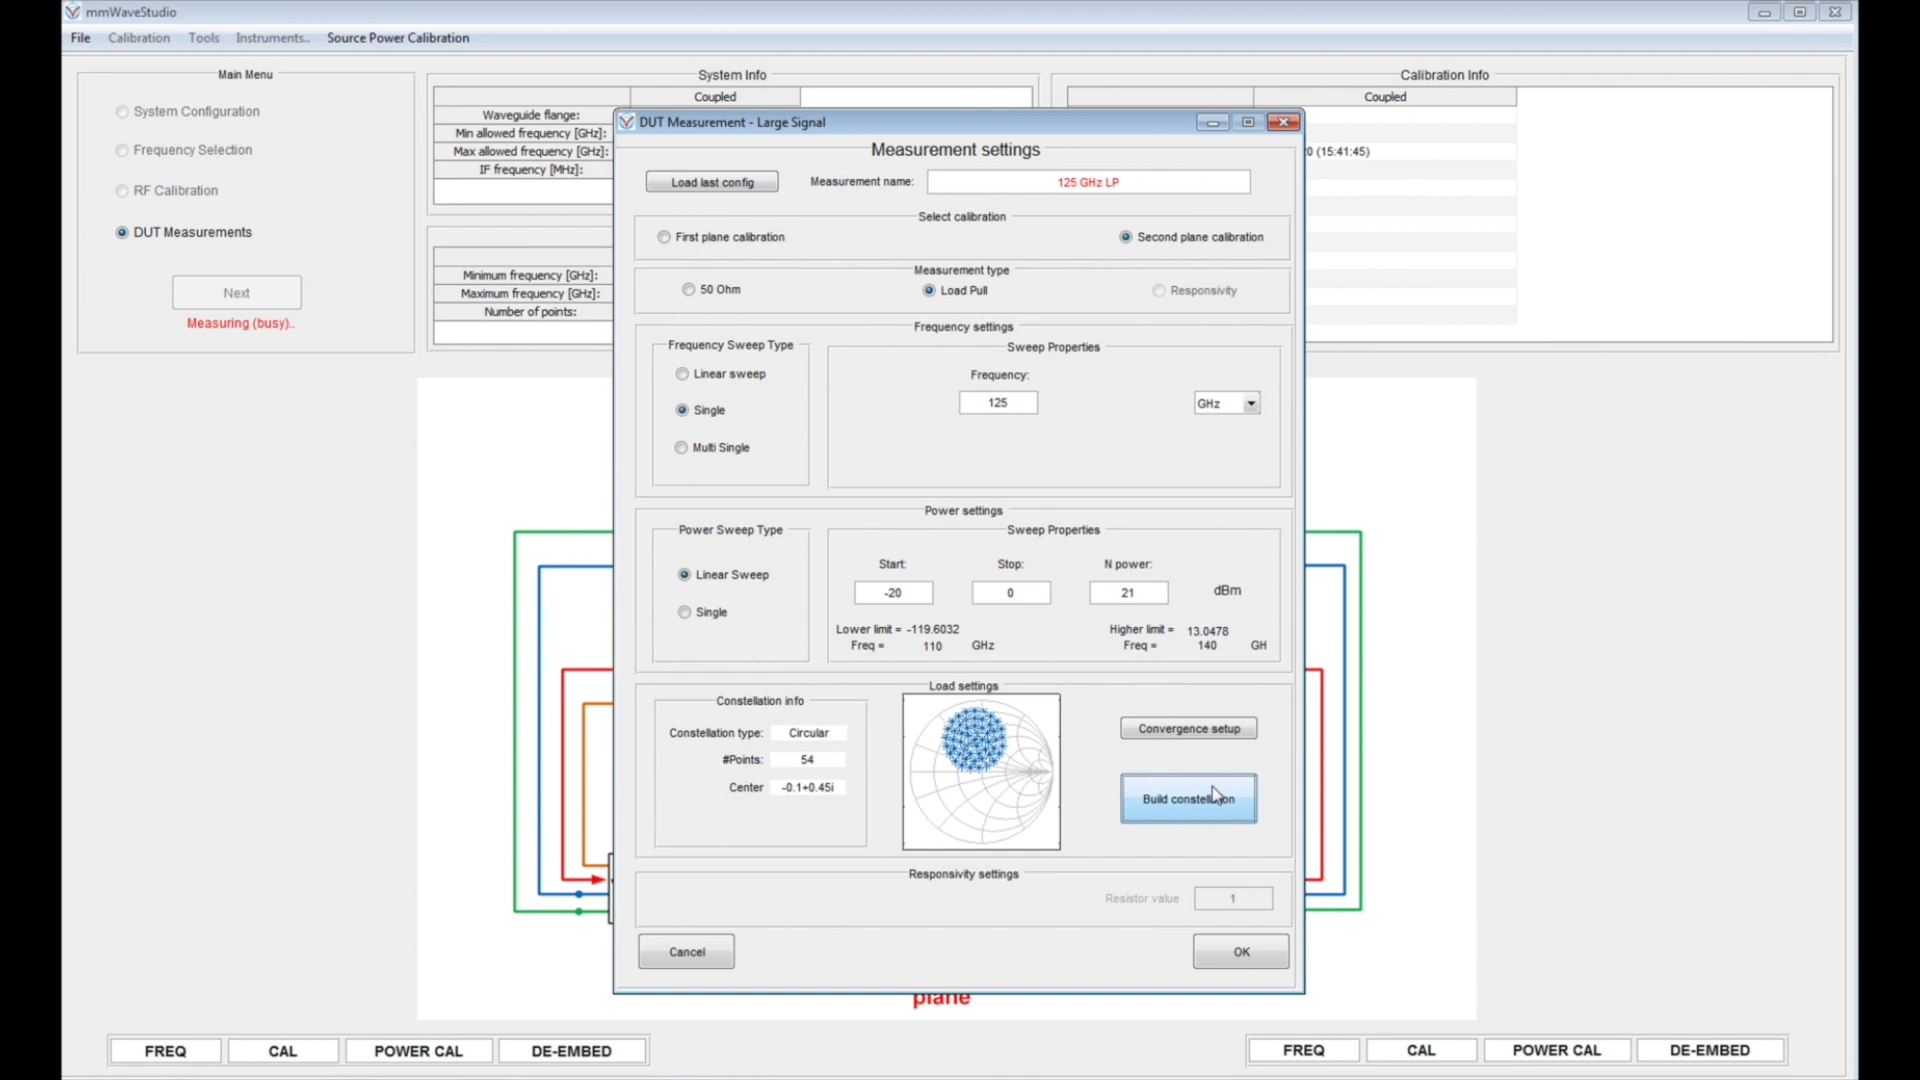 mmWaveStudio
File Calibration Tools Instruments.. Source Power Calibration
Main Menu
System Configuration
Frequency Selection
RF Calibration
DUT Measurements
Next
Measuring (busy)..
System Info
Coupled
Waveguide flange:
Min allowed frequency [GHz]:
Max allowed frequency [GHz]:
IF frequency [MHz]:
Minimum frequency [GHz]:
Maximum frequency [GHz]:
Number of points:
Calibration Info
Coupled
0 (15:41:45)
DUT Measurement - Large Signal
Measurement settings
Load last config Measurement name: 125 GHz LP
Select calibration
First plane calibration Second plane calibration
Measurement type
50 Ohm Load Pull Responsivity
Frequency settings
Frequency Sweep Type
Linear sweep
Single
Multi Single
Sweep Properties
Frequency:
125 GHz
Power settings
Power Sweep Type
Linear Sweep
Single
Sweep Properties
Start: Stop: N power:
-20 0 21 dBm
Lower limit = -119.6032 Higher limit = 13.0478
Freq = 110 GHz Freq = 140 GH
Load settings
Constellation info
Constellation type: Circular
#Points: 54
Center -0.1+0.45i
Convergence setup
Build constellation
Responsivity settings
Resistor value 1
Cancel OK
plane
FREQ CAL POWER CAL DE-EMBED
FREQ CAL POWER CAL DE-EMBED